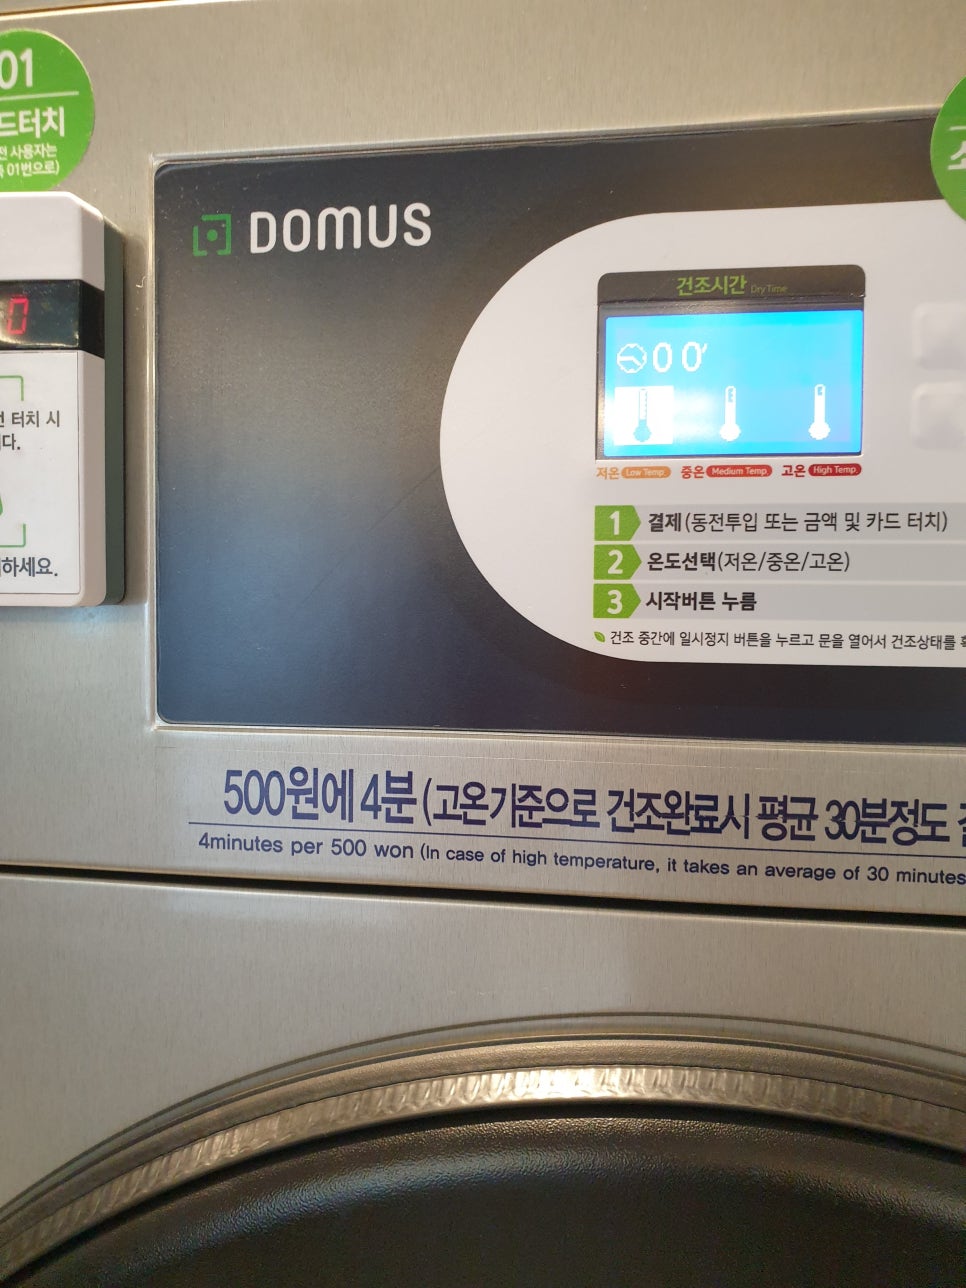 01
드터치
전 사용자는
01번으로)
0
터치 시
다.
하세요.
DOMUS
건조시간 Dry Time
00′
저온 Low Temp 중온 Medium Temp 고온 High Temp
1 결제(동전투입 또는 금액 및 카드 터치)
2 온도선택(저온/중온/고온)
3 시작버튼 누름
건조 중간에 일시정지 버튼을 누르고 문을 열어서 건조상태를
500원에 4분 (고온기준으로 건조완료시 평균 30분정도
4minutes per 500 won (In case of high temperature, it takes an average of 30 minutes